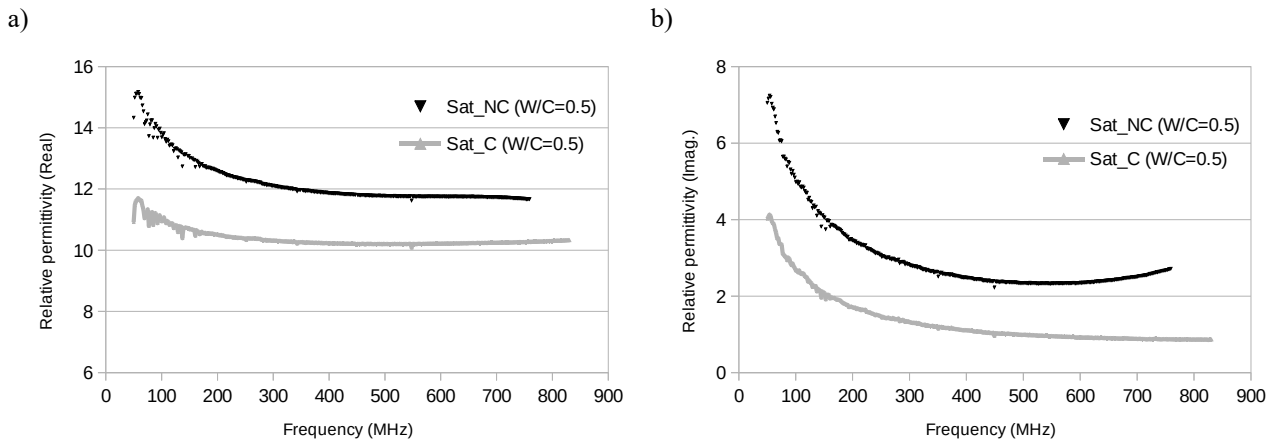 a)
16
14
12
10
8
6
Relative permittivity (Real)
Sat_NC (W/C=0.5)
Sat_C (W/C=0.5)
0 100 200 300 400 500 600 700 800 900
Frequency (MHz)
b)
8
6
4
2
0
Relative permittivity (Imag.)
Sat_NC (W/C=0.5)
Sat_C (W/C=0.5)
0 100 200 300 400 500 600 700 800 900
Frequency (MHz)